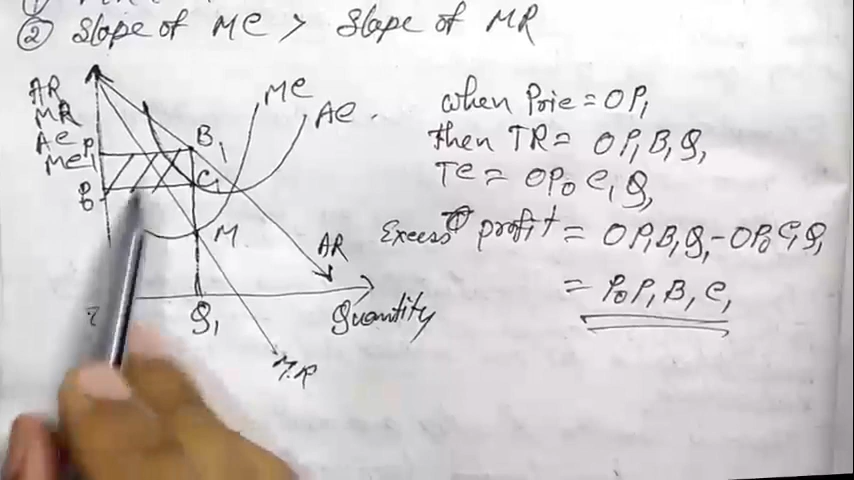 ② Slope of MC > Slope of MR
AR
MR
AC
MC
P₁
P₀
B₁
C₁
M
MC
AC
AR
MR
Q₁
Quantity
when Price = OP₁
then TR = OP₁B₁Q₁
TC = OP₀C₁Q₁
Excess profit = OP₁B₁Q₁ - OP₀C₁Q₁
= P₀P₁B₁C₁